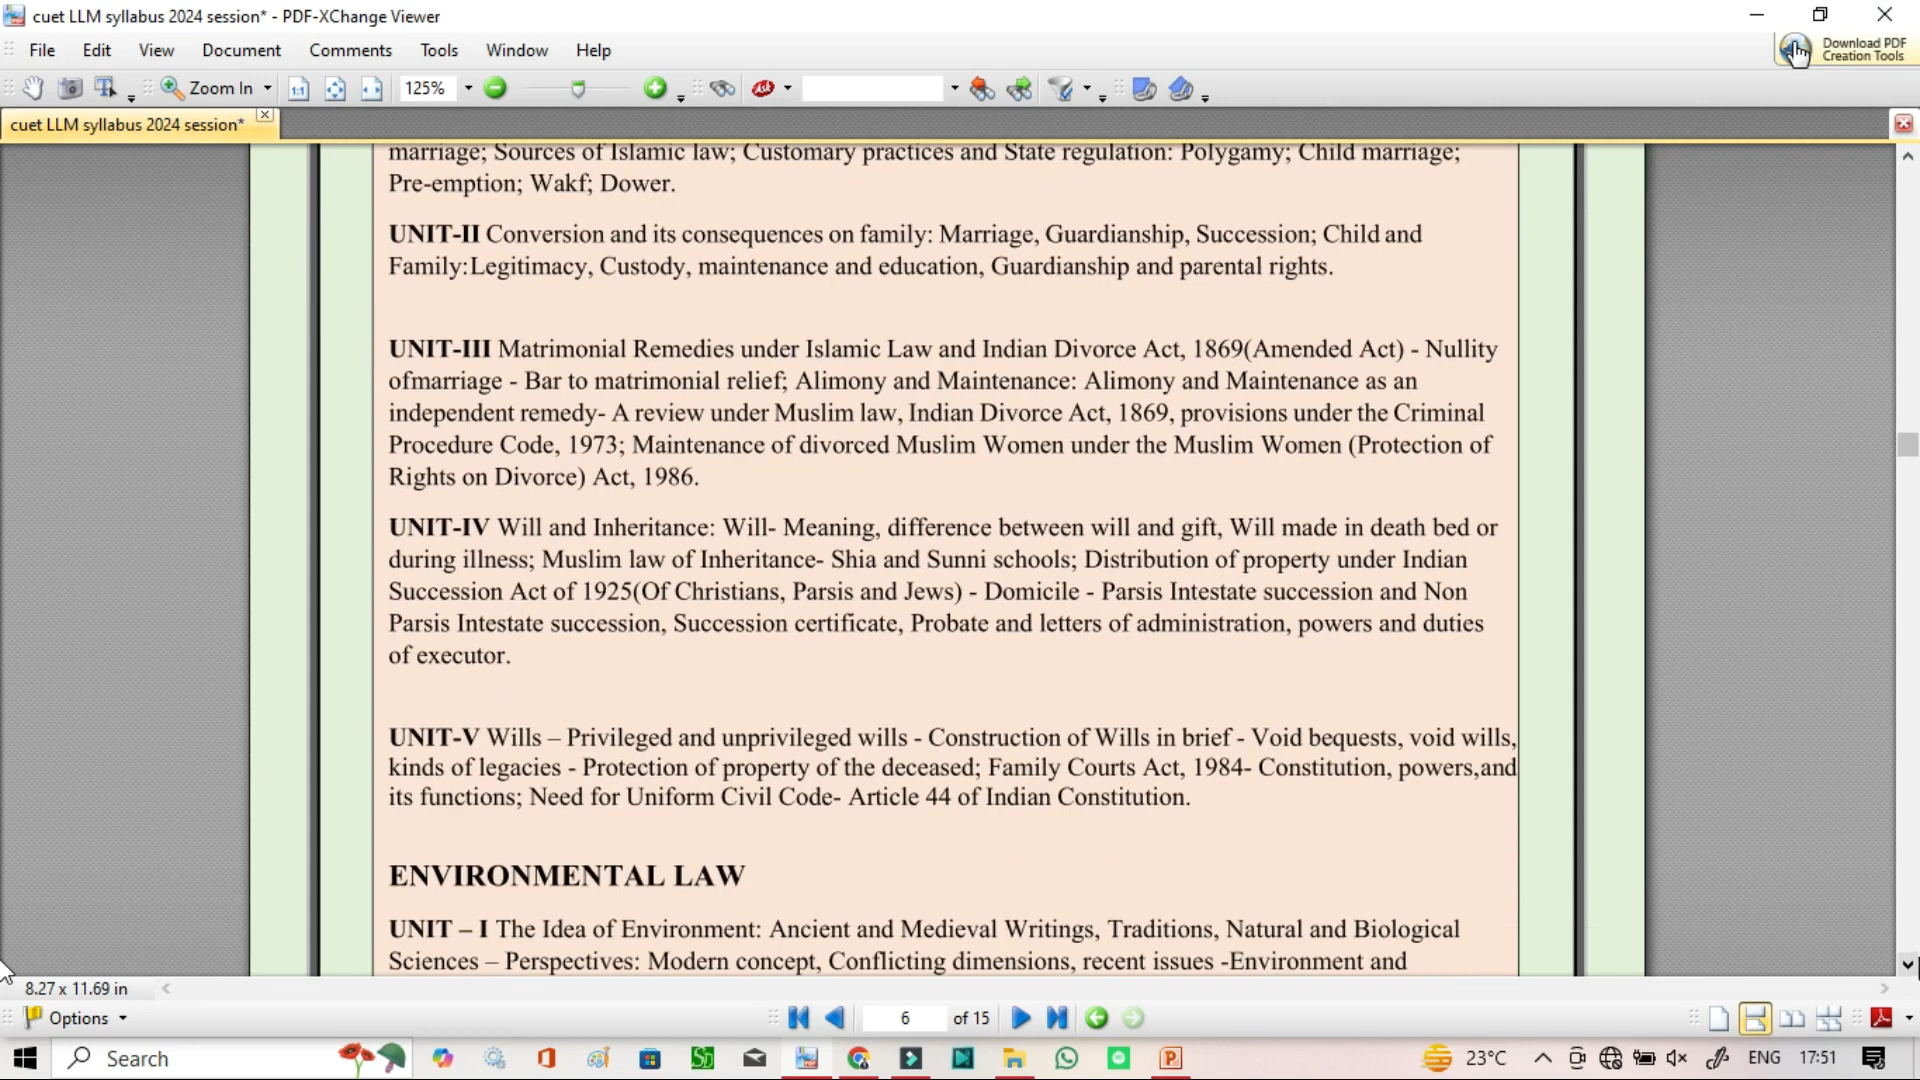 cuet LLM syllabus 2024 session* - PDF-XChange Viewer
File Edit View Document Comments Tools Window Help
Download PDF
Creation Tools
Zoom In 125%
cuet LLM syllabus 2024 session*
marriage; Sources of Islamic law; Customary practices and State regulation: Polygamy; Child marriage;
Pre-emption; Wakf; Dower.
UNIT-II Conversion and its consequences on family: Marriage, Guardianship, Succession; Child and
Family:Legitimacy, Custody, maintenance and education, Guardianship and parental rights.
UNIT-III Matrimonial Remedies under Islamic Law and Indian Divorce Act, 1869(Amended Act) - Nullity
ofmarriage - Bar to matrimonial relief; Alimony and Maintenance: Alimony and Maintenance as an
independent remedy- A review under Muslim law, Indian Divorce Act, 1869, provisions under the Criminal
Procedure Code, 1973; Maintenance of divorced Muslim Women under the Muslim Women (Protection of
Rights on Divorce) Act, 1986.
UNIT-IV Will and Inheritance: Will- Meaning, difference between will and gift, Will made in death bed or
during illness; Muslim law of Inheritance- Shia and Sunni schools; Distribution of property under Indian
Succession Act of 1925(Of Christians, Parsis and Jews) - Domicile - Parsis Intestate succession and Non
Parsis Intestate succession, Succession certificate, Probate and letters of administration, powers and duties
of executor.
UNIT-V Wills – Privileged and unprivileged wills - Construction of Wills in brief - Void bequests, void wills,
kinds of legacies - Protection of property of the deceased; Family Courts Act, 1984- Constitution, powers,and
its functions; Need for Uniform Civil Code- Article 44 of Indian Constitution.
ENVIRONMENTAL LAW
UNIT – I The Idea of Environment: Ancient and Medieval Writings, Traditions, Natural and Biological
Sciences – Perspectives: Modern concept, Conflicting dimensions, recent issues -Environment and
8.27 x 11.69 in
Options 6 of 15
Search 23°C ENG 17:51